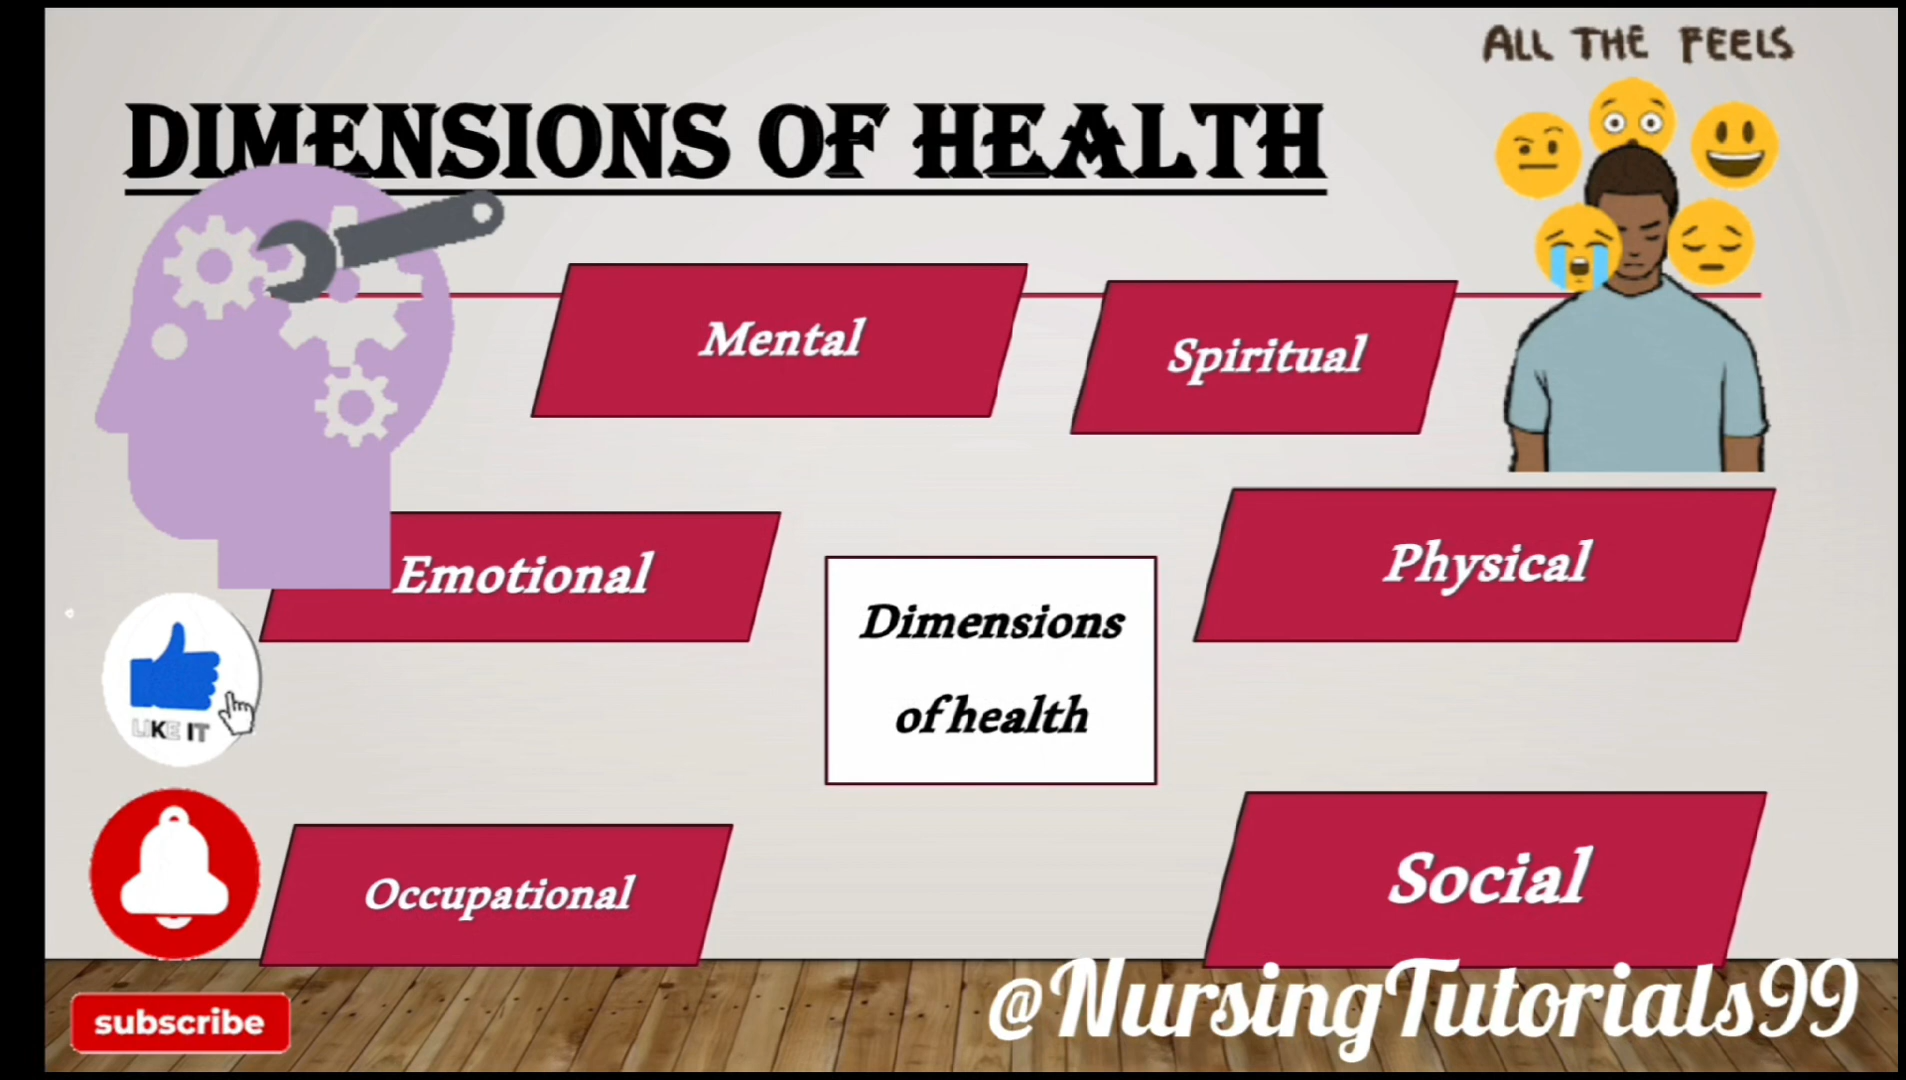 ALL THE FEELS
DIMENSIONS OF HEALTH
Mental
Spiritual
Emotional
Physical
Dimensions
of health
LIKE IT
Occupational
Social
subscribe
@NursingTutorials99